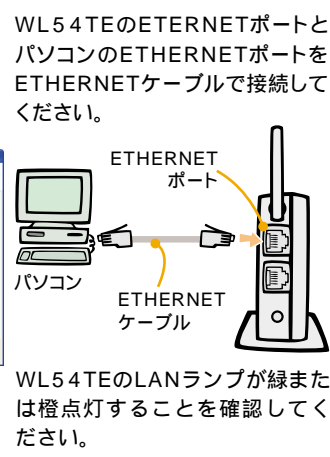 WL54TEのETERNETポートと
パソコンのETHERNETポートを
ETHERNETケーブルで接続して
ください。
ETHERNET
ポート
パソコン
ETHERNET
ケーブル
WL54TEのLANランプが緑また
は橙点灯することを確認してく
ださい。